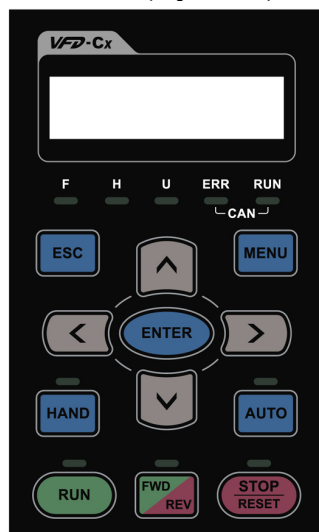 VFD-Cx
F H U ERR RUN
CAN
ESC
MENU
ENTER
HAND
AUTO
RUN
FWD
REV
STOP
RESET